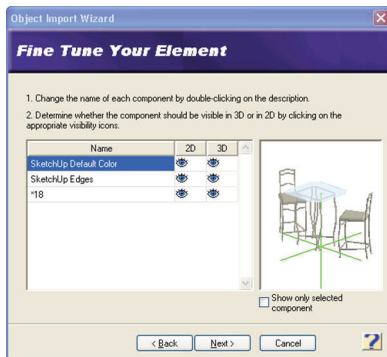 Object Import Wizard
Fine Tune Your Element
1. Change the name of each component by double-clicking on the description.
2. Determine whether the component should be visible in 3D or in 2D by clicking on the
appropriate visibility icons.
Name 2D 3D
SketchUp Default Color
SketchUp Edges
*18
Show only selected
component
< Back Next > Cancel ?